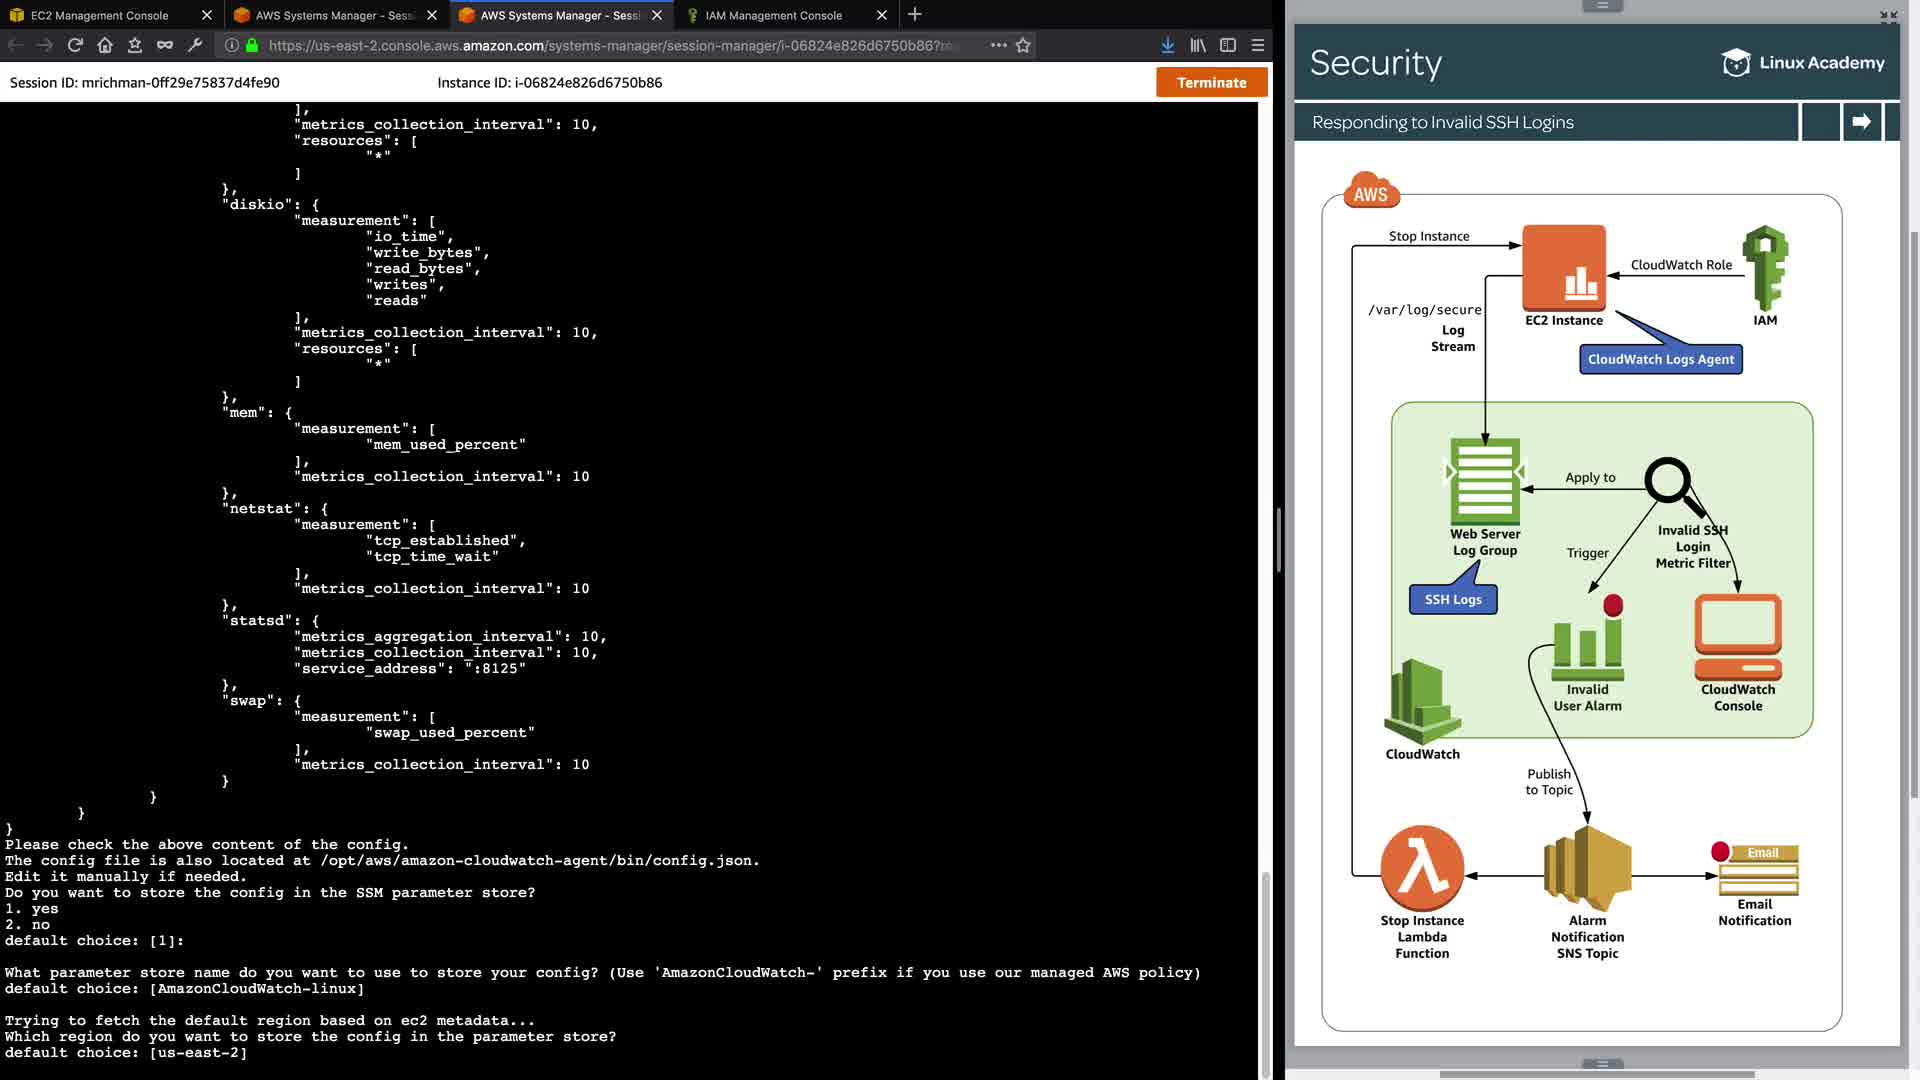 EC2 Management Console
AWS Systems Manager - Sess
AWS Systems Manager - Sessi
IAM Management Console
https://us-east-2.console.aws.amazon.com/systems-manager/session-manager/i-06824e826d6750b86?
Session ID: mrichman-0ff29e75837d4fe90
Instance ID: i-06824e826d6750b86
Terminate
],
"metrics_collection_interval": 10,
"resources": [
"*"
]
},
"diskio": {
"measurement": [
"io_time",
"write_bytes",
"read_bytes",
"writes",
"reads"
],
"metrics_collection_interval": 10,
"resources": [
"*"
]
},
"mem": {
"measurement": [
"mem_used_percent"
],
"metrics_collection_interval": 10
},
"netstat": {
"measurement": [
"tcp_established",
"tcp_time_wait"
],
"metrics_collection_interval": 10
},
"statsd": {
"metrics_aggregation_interval": 10,
"metrics_collection_interval": 10,
"service_address": ":8125"
},
"swap": {
"measurement": [
"swap_used_percent"
],
"metrics_collection_interval": 10
}
}
}
}
Please check the above content of the config.
The config file is also located at /opt/aws/amazon-cloudwatch-agent/bin/config.json.
Edit it manually if needed.
Do you want to store the config in the SSM parameter store?
1. yes
2. no
default choice: [1]:
What parameter store name do you want to use to store your config? (Use 'AmazonCloudWatch-' prefix if you use our managed AWS policy)
default choice: [AmazonCloudWatch-linux]
Trying to fetch the default region based on ec2 metadata...
Which region do you want to store the config in the parameter store?
default choice: [us-east-2]
Security
Linux Academy
Responding to Invalid SSH Logins
AWS
Stop Instance
CloudWatch Role
/var/log/secure
Log
Stream
EC2 Instance
IAM
CloudWatch Logs Agent
Apply to
Web Server
Log Group
Invalid SSH
Login
Metric Filter
Trigger
SSH Logs
Invalid
User Alarm
CloudWatch
Console
CloudWatch
Publish
to Topic
Email
Stop Instance
Lambda
Function
Alarm
Notification
SNS Topic
Email
Notification